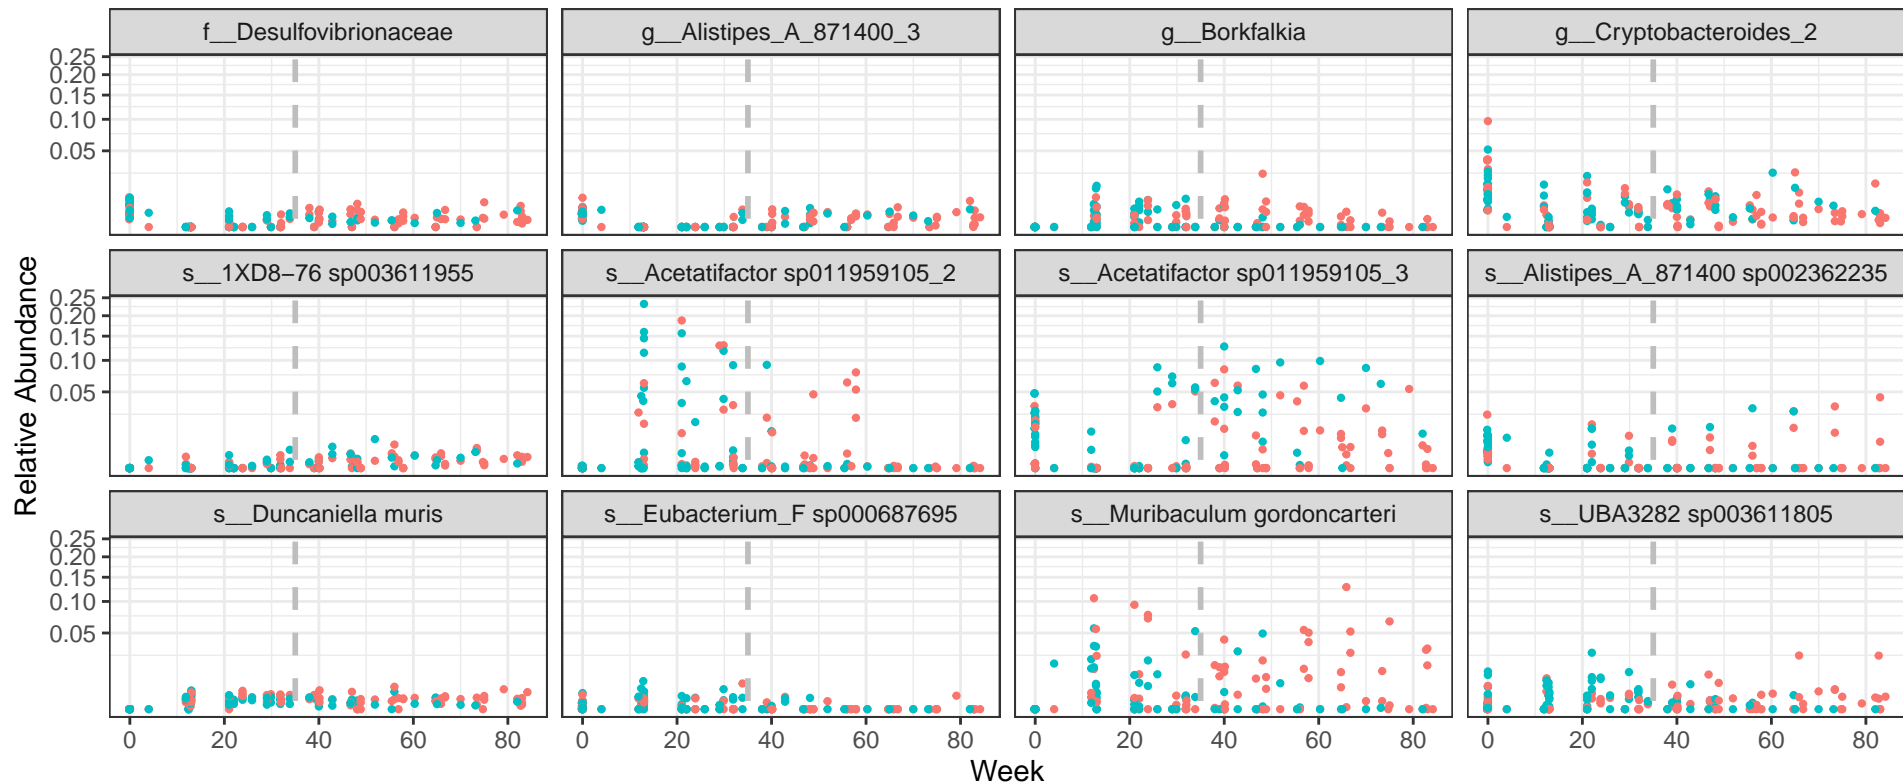 f__Desulfovibrionaceae
g__Alistipes_A_871400_3
g__Borkfalkia
g__Cryptobacteroides_2
0.25
0.20
0.15
0.10
0.05
s__1XD8−76 sp003611955
s__Acetatifactor sp011959105_2
s__Acetatifactor sp011959105_3
s__Alistipes_A_871400 sp002362235
0.25
0.20
0.15
0.10
0.05
Relative Abundance
s__Duncaniella muris
s__Eubacterium_F sp000687695
s__Muribaculum gordoncarteri
s__UBA3282 sp003611805
0.25
0.20
0.15
0.10
0.05
0 20 40 60 80 0 20 40 60 80 0 20 40 60 80 0 20 40 60 80
Week